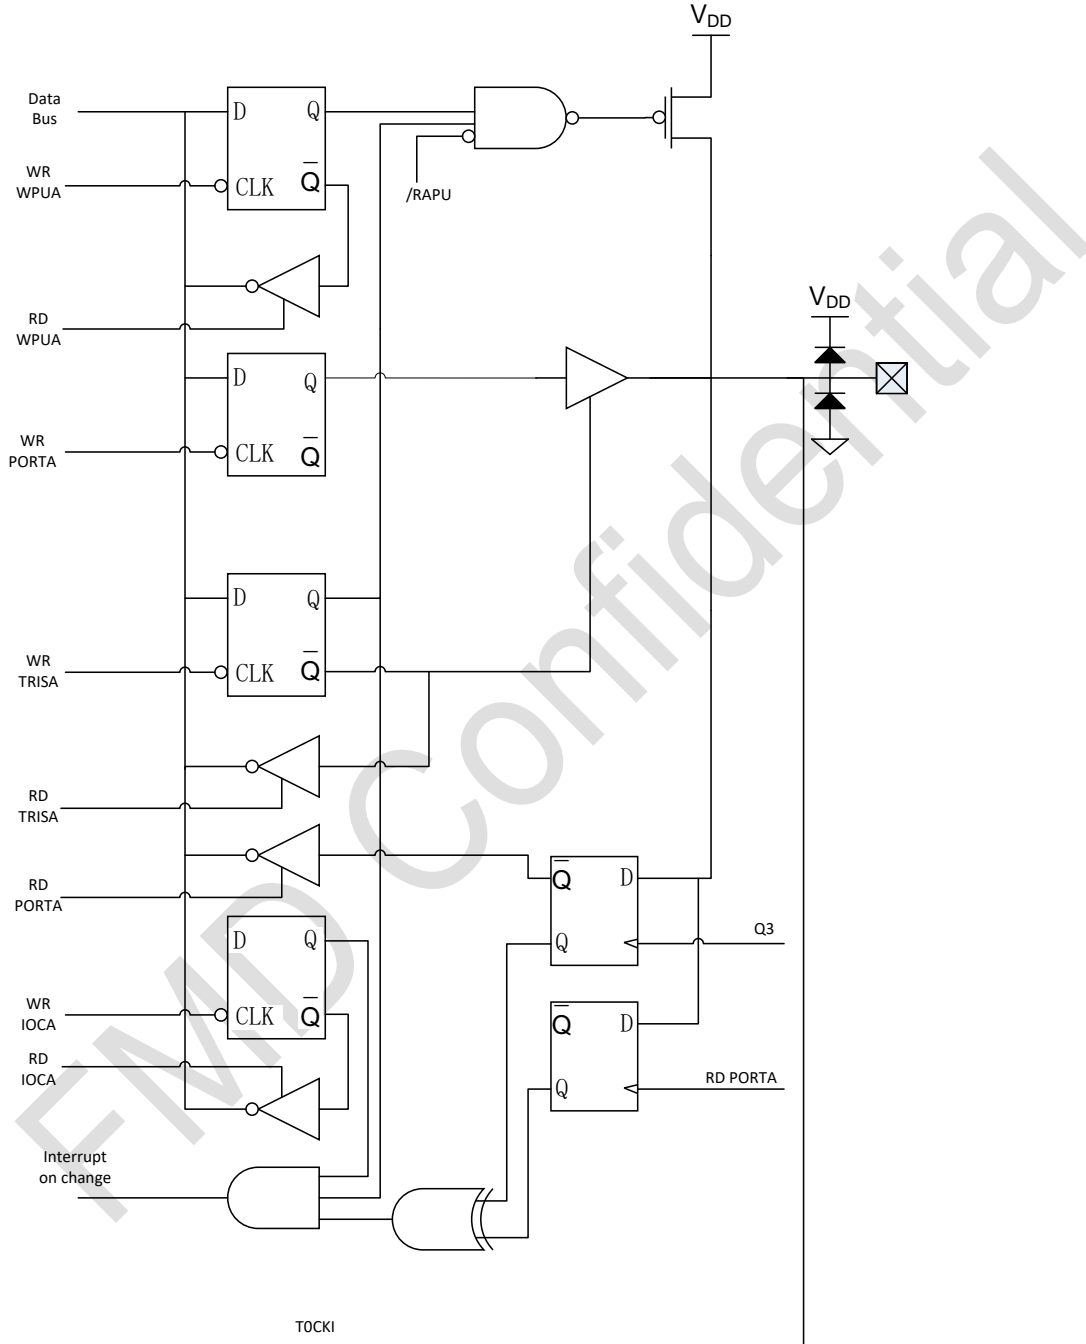 VDD
Data
Bus
D Q
WR
WPUA
CLK Q
/RAPU
RD
WPUA
VDD
D Q
WR
PORTA
CLK Q
D Q
WR
TRISA
CLK Q
RD
TRISA
RD
PORTA
Q D
D Q
Q Q3
WR
IOCA
CLK Q
Q D
RD
IOCA
Q RD PORTA
Interrupt
on change
T0CKI
FMD Confidential